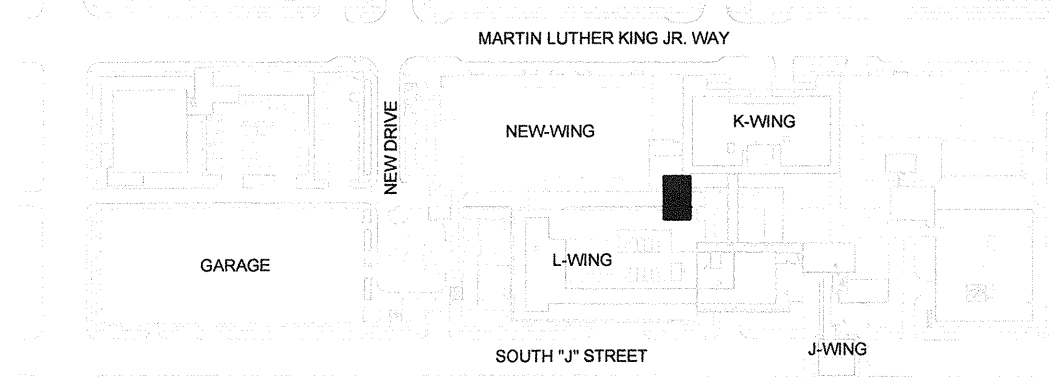 MARTIN LUTHER KING JR. WAY
NEW DRIVE
NEW-WING
K-WING
GARAGE
L-WING
SOUTH "J" STREET
J-WING